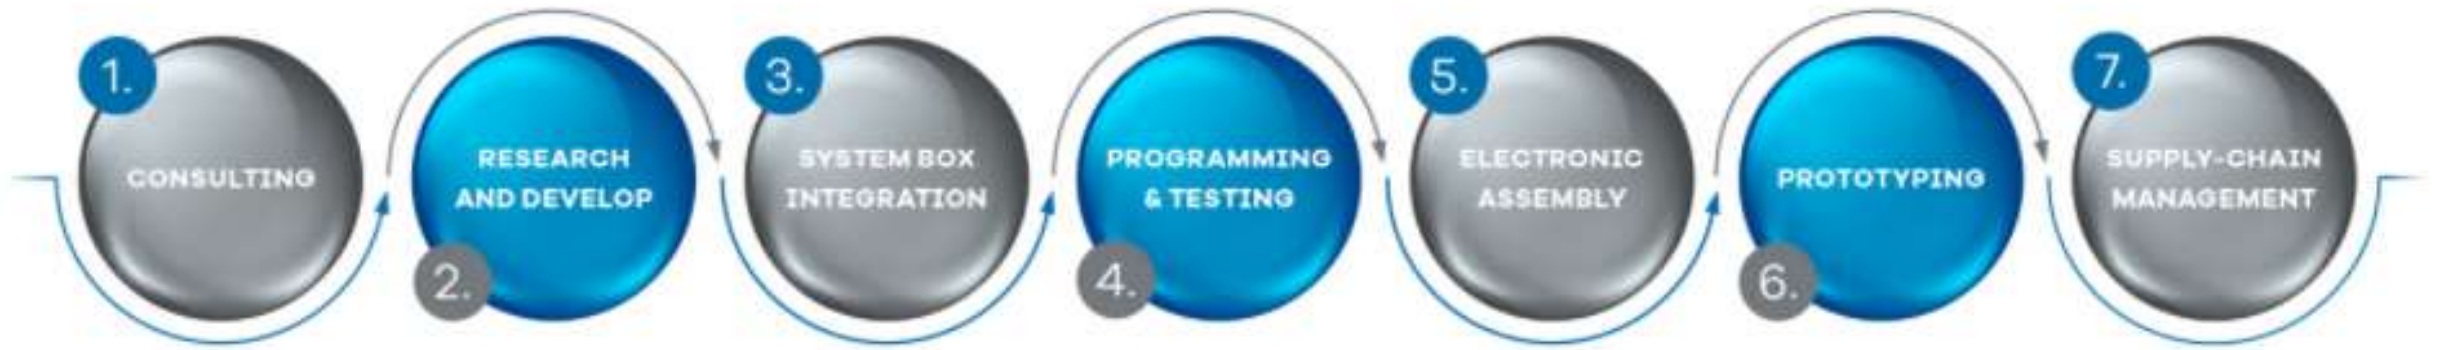 1.
CONSULTING
2.
RESEARCH
AND DEVELOP
3.
SYSTEM BOX
INTEGRATION
4.
PROGRAMMING
& TESTING
5.
ELECTRONIC
ASSEMBLY
6.
PROTOTYPING
7.
SUPPLY-CHAIN
MANAGEMENT